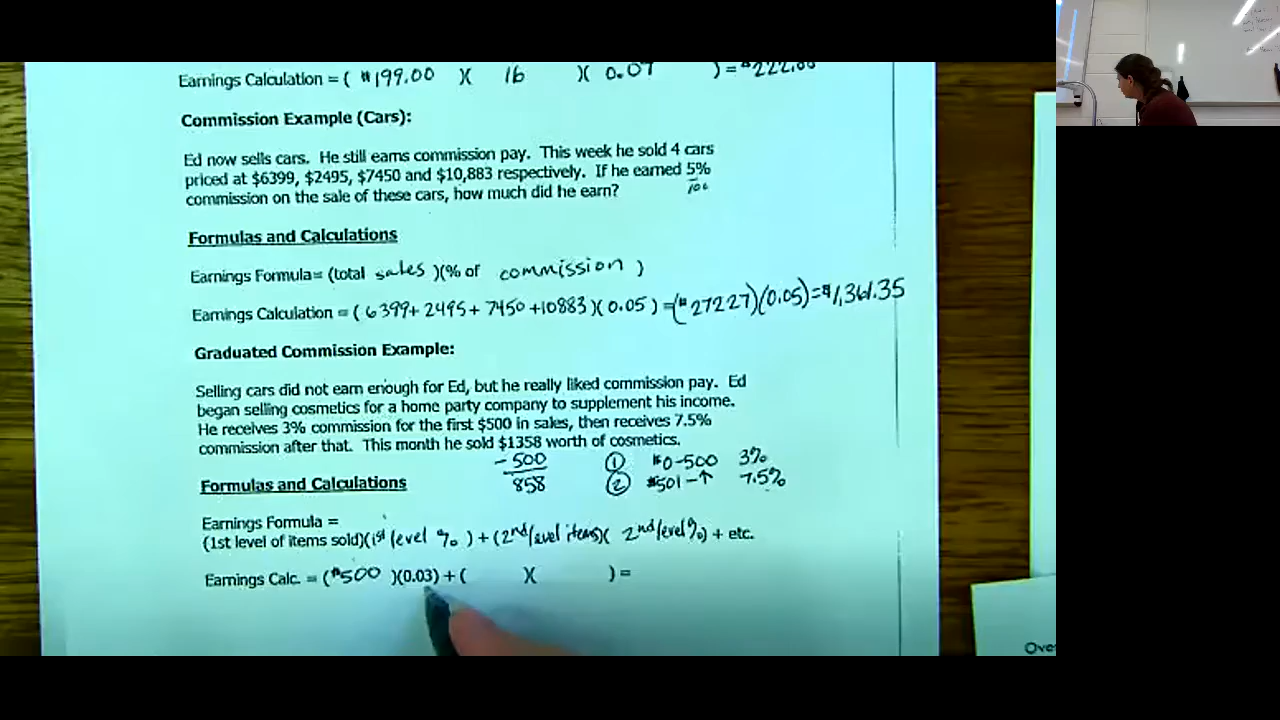 Earnings Calculation = ( $199.00 )( 16 )( 0.07 ) = $222.88
Commission Example (Cars):
Ed now sells cars. He still earns commission pay. This week he sold 4 cars
priced at $6399, $2495, $7450 and $10,883 respectively. If he earned 5%
100
commission on the sale of these cars, how much did he earn?
Formulas and Calculations
Earnings Formula= (total sales )(% of commission )
Earnings Calculation = ( 6399+ 2495+ 7450 +10883 )( 0.05 ) = ($27227)(0.05)=$1,361.35
Graduated Commission Example:
Selling cars did not earn enough for Ed, but he really liked commission pay. Ed
began selling cosmetics for a home party company to supplement his income.
He receives 3% commission for the first $500 in sales, then receives 7.5%
commission after that. This month he sold $1358 worth of cosmetics.
- 500 ① $0-500 3%
858 ② $501-↑ 7.5%
Formulas and Calculations
Earnings Formula =
(1st level of items sold)(1st level % ) + (2nd level items)( 2nd level %) + etc.
Earnings Calc. = ( $500 )(0.03) + ( )( ) =
Ove